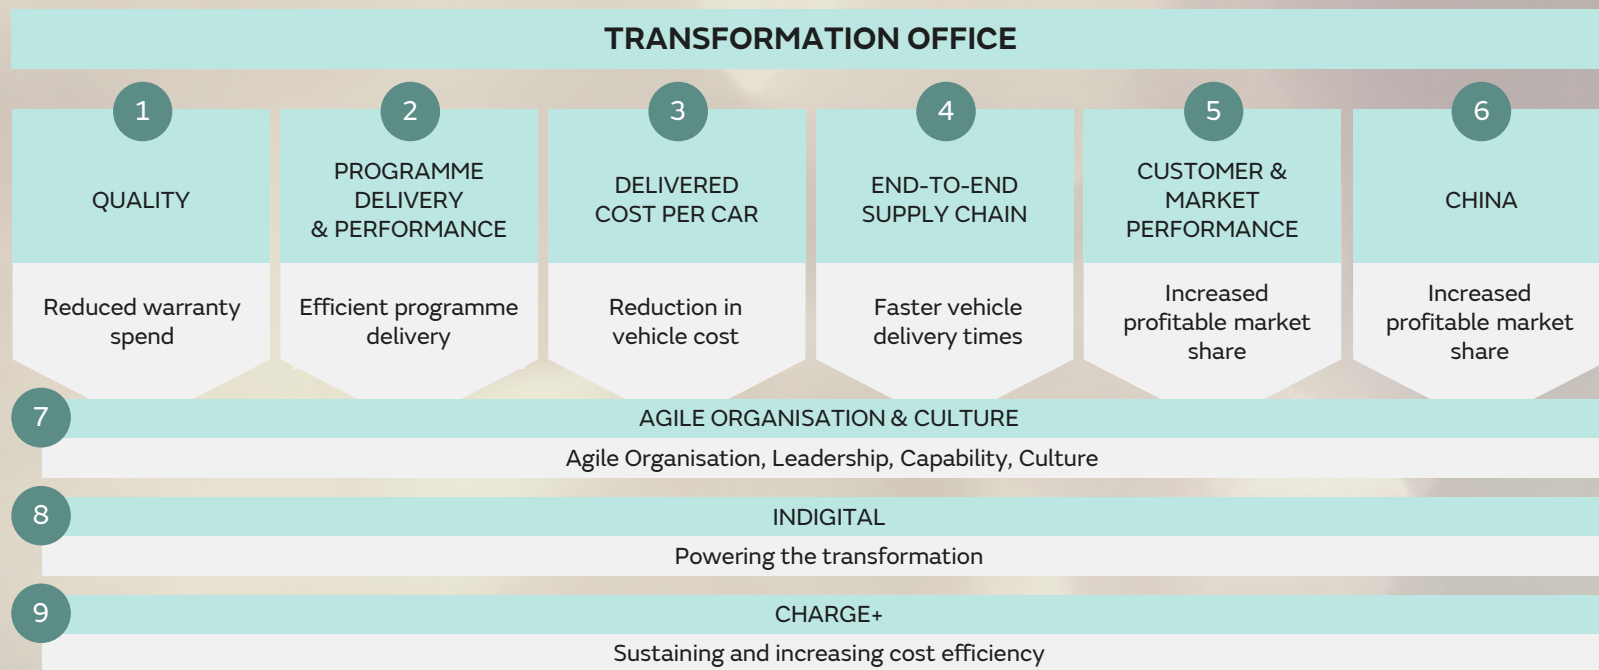 TRANSFORMATION OFFICE
1
QUALITY
Reduced warranty
spend
2
PROGRAMME
DELIVERY
& PERFORMANCE
Efficient programme
delivery
3
DELIVERED
COST PER CAR
Reduction in
vehicle cost
4
END-TO-END
SUPPLY CHAIN
Faster vehicle
delivery times
5
CUSTOMER &
MARKET
PERFORMANCE
Increased
profitable market
share
6
CHINA
Increased
profitable market
share
7
AGILE ORGANISATION & CULTURE
Agile Organisation, Leadership, Capability, Culture
8
INDIGITAL
Powering the transformation
9
CHARGE+
Sustaining and increasing cost efficiency